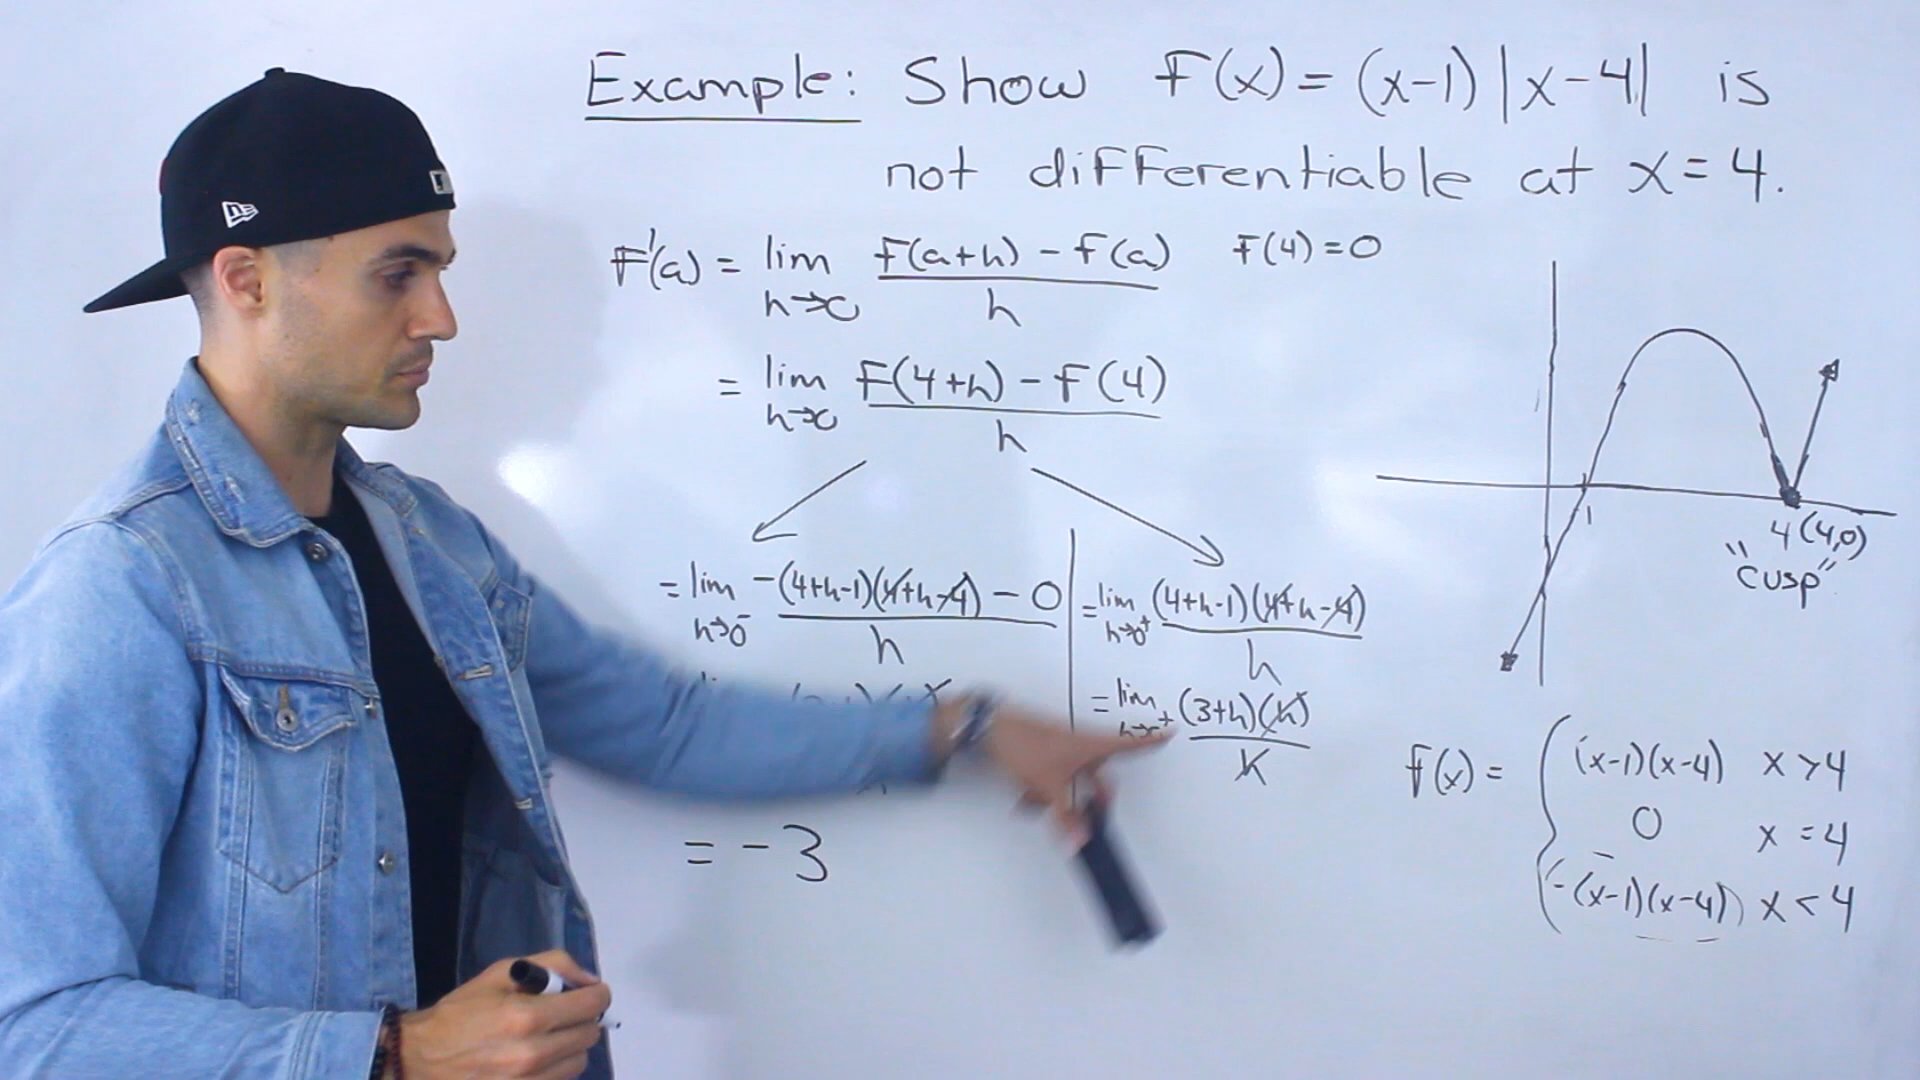 Example: Show F(x) = (x-1)|x-4| is
not differentiable at x = 4.
F'(a) = lim h→0 F(a+h) - F(a) / h F(4) = 0
= lim h→0 F(4+h) - F(4) / h
= lim h→0⁻ -(4+h-1)(4+h-4) - 0 / h
= lim h→0⁺ (4+h-1)(4+h-4) / h
= lim (3+h)(h) / h
= -3
1
4 (4,0)
"cusp"
F(x) = { (x-1)(x-4) x > 4
0 x = 4
-(x-1)(x-4) x < 4